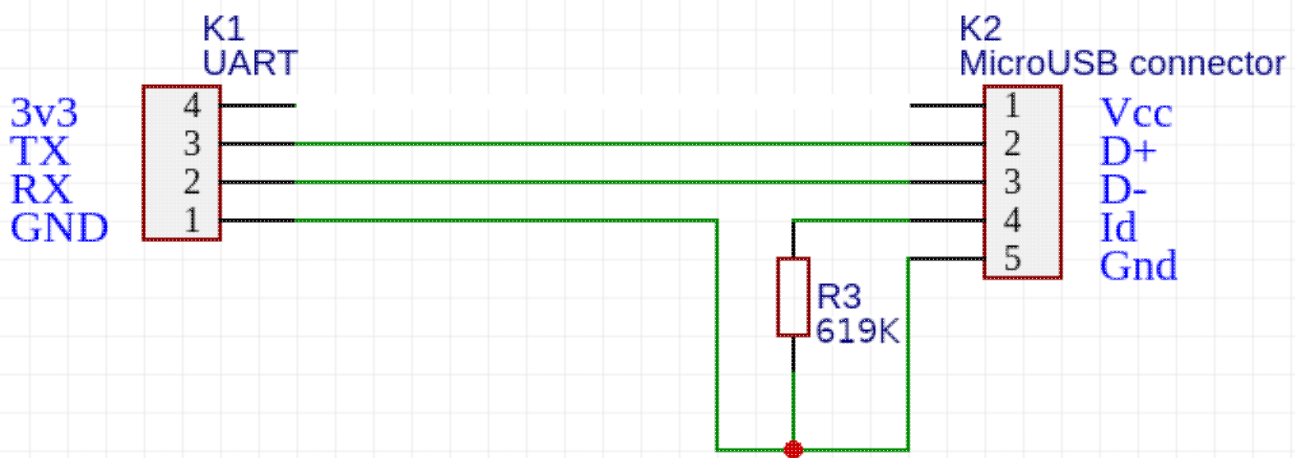 K1
UART
K2
MicroUSB connector
3v3
4
1
Vcc
TX
3
2
D+
RX
2
3
D-
GND
1
4
Id
5
Gnd
R3
619K